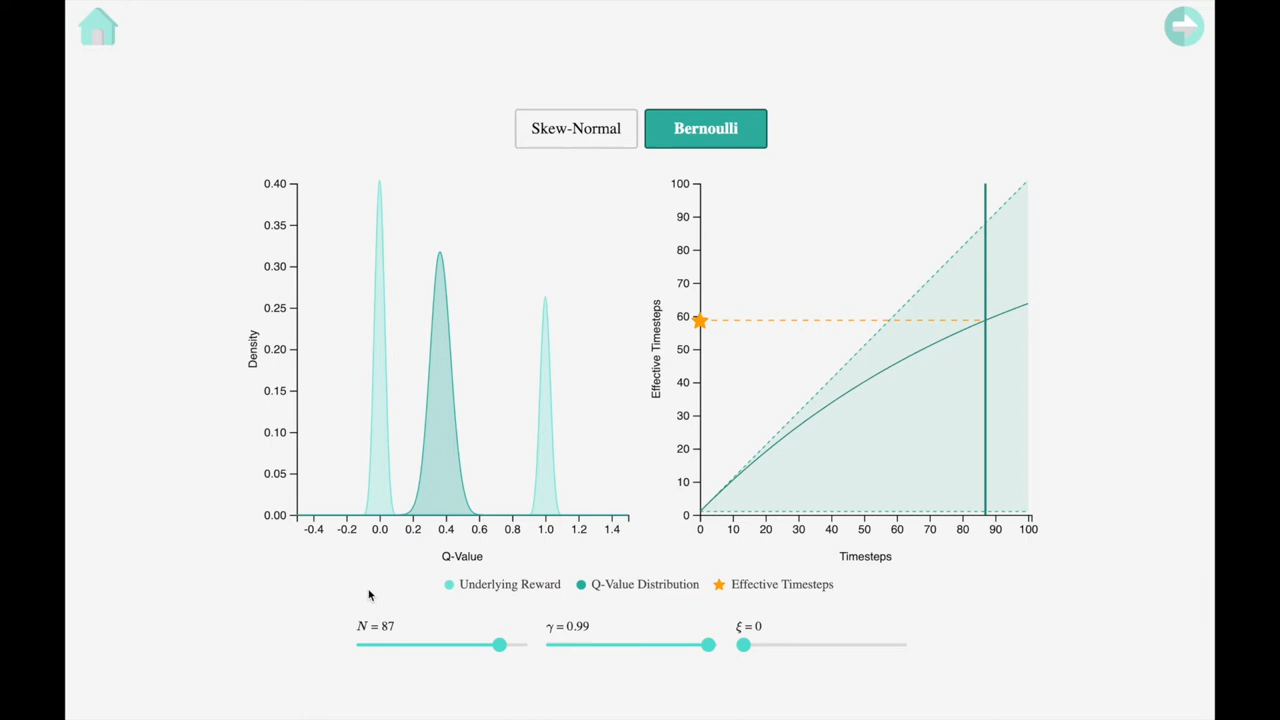 Skew-Normal
Bernoulli
0.40
0.35
0.30
0.25
0.20
0.15
0.10
0.05
0.00
Density
-0.4 -0.2 0.0 0.2 0.4 0.6 0.8 1.0 1.2 1.4
Q-Value
100
90
80
70
60
50
40
30
20
10
0
Effective Timesteps
0 10 20 30 40 50 60 70 80 90 100
Timesteps
Underlying Reward Q-Value Distribution Effective Timesteps
N = 87
γ = 0.99
ξ = 0